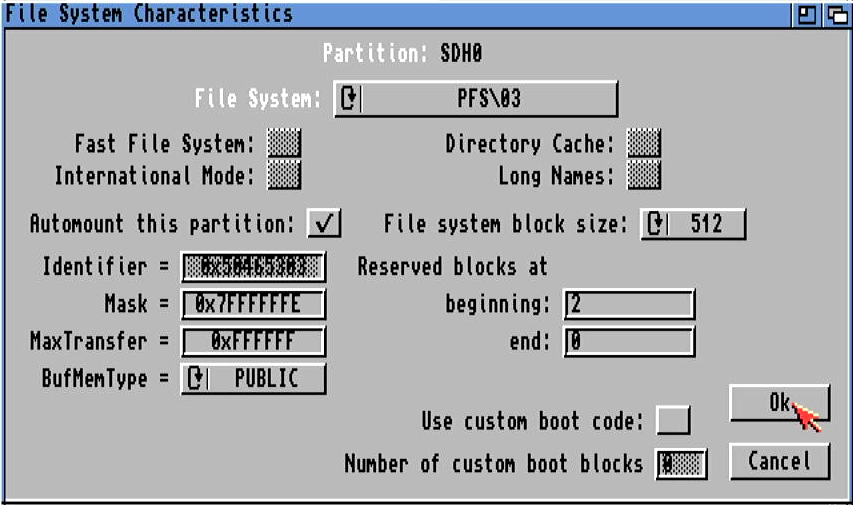 File System Characteristics
Partition: SDH0
File System: PFS\03
Fast File System:
Directory Cache:
International Mode:
Long Names:
Automount this partition: ✓
File system block size: 512
Identifier = 0x50465303
Reserved blocks at
Mask = 0x7FFFFFFE
beginning: 2
MaxTransfer = 0xFFFFFF
end: 0
BufMemType = PUBLIC
Ok
Use custom boot code:
Number of custom boot blocks 0
Cancel